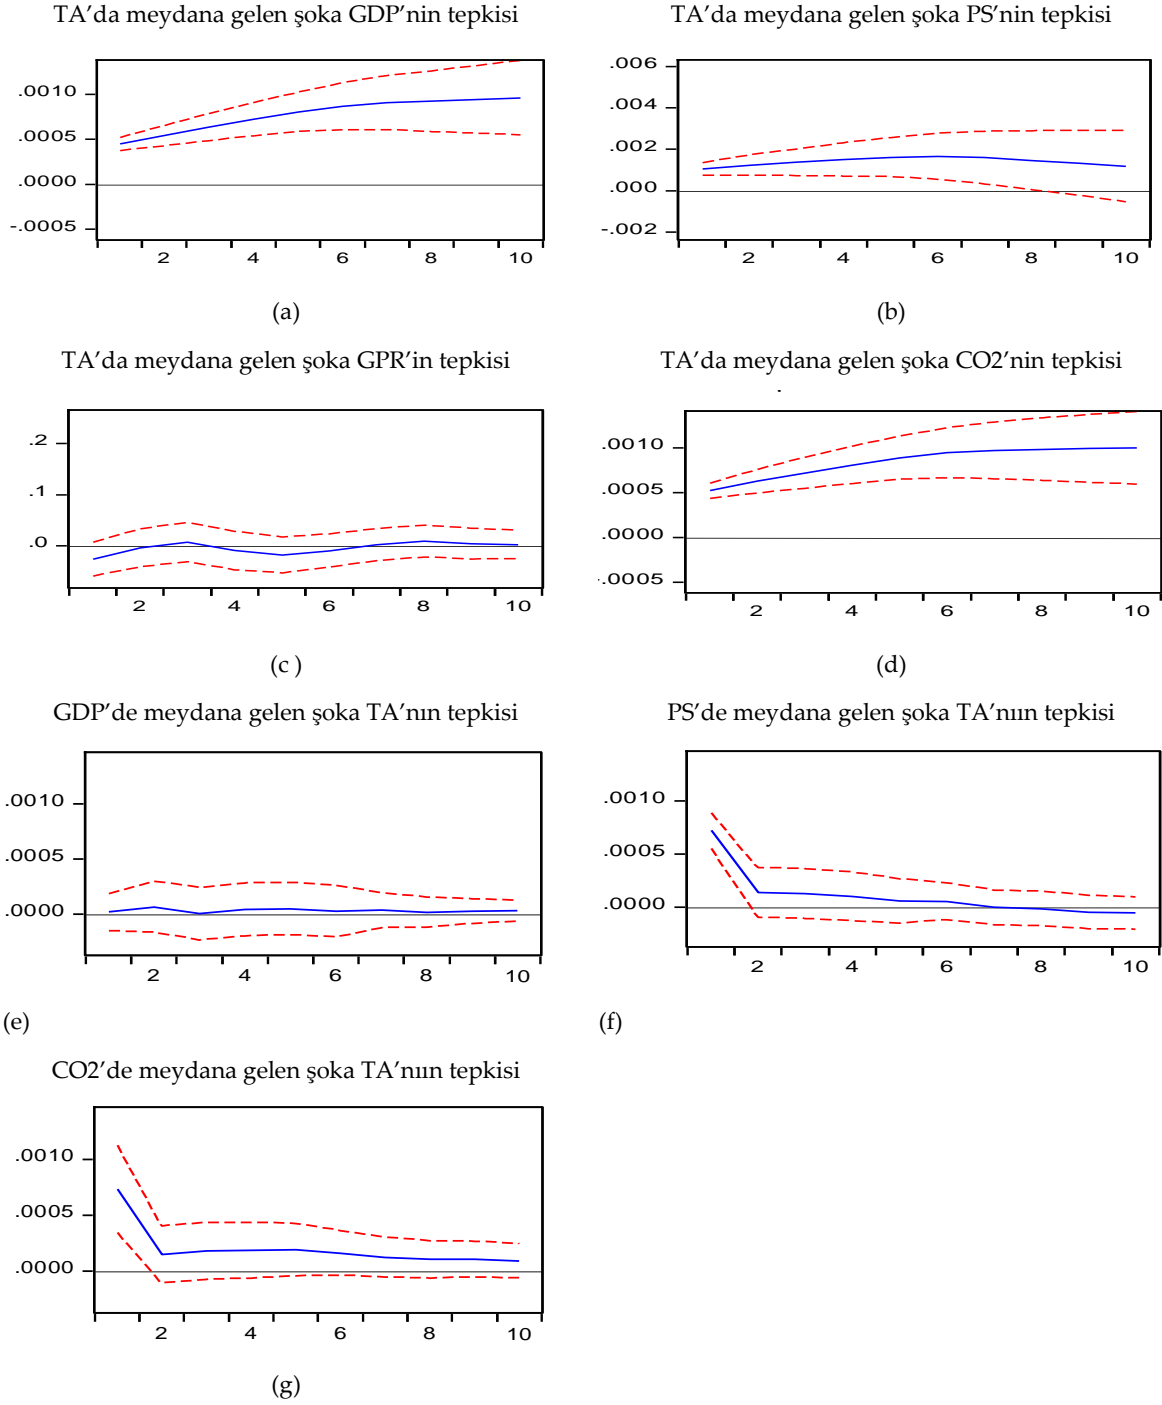 TA’da meydana gelen şoka GDP’nin tepkisi
.0010
.0005
.0000
-.0005
2 4 6 8 10
(a)
TA’da meydana gelen şoka PS’nin tepkisi
.006
.004
.002
.000
-.002
2 4 6 8 10
(b)
TA’da meydana gelen şoka GPR’in tepkisi
.2
.1
.0
2 4 6 8 10
(c )
TA’da meydana gelen şoka CO2’nin tepkisi
.0010
.0005
.0000
-.0005
2 4 6 8 10
(d)
GDP’de meydana gelen şoka TA’nın tepkisi
.0010
.0005
.0000
2 4 6 8 10
(e)
PS’de meydana gelen şoka TA’nıın tepkisi
.0010
.0005
.0000
2 4 6 8 10
(f)
CO2’de meydana gelen şoka TA’nıın tepkisi
.0010
.0005
.0000
2 4 6 8 10
(g)